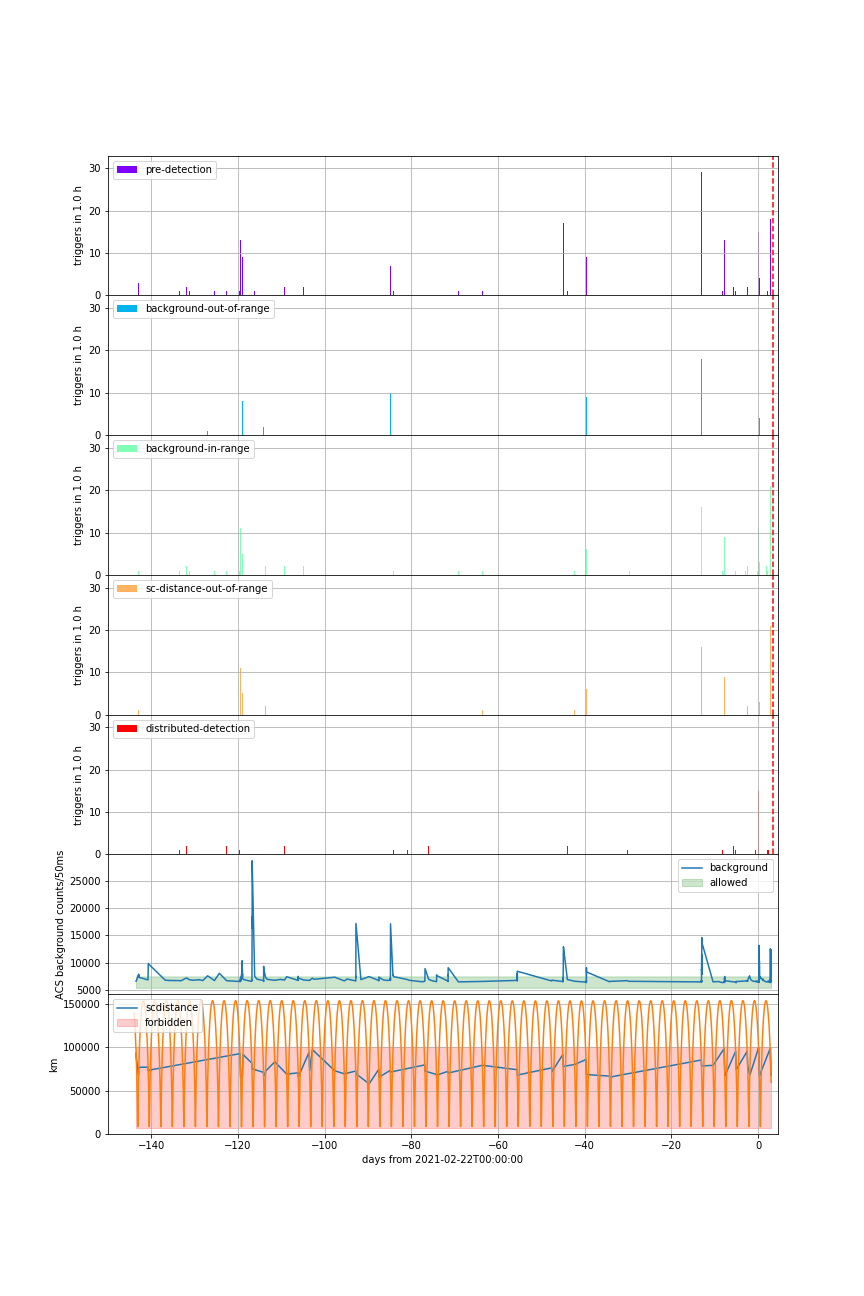 pre-detection
triggers in 1.0 h
30
20
10
0
background-out-of-range
triggers in 1.0 h
30
20
10
0
background-in-range
triggers in 1.0 h
30
20
10
0
sc-distance-out-of-range
triggers in 1.0 h
30
20
10
0
distributed-detection
triggers in 1.0 h
30
20
10
0
background
allowed
ACS background counts/50ms
25000
20000
15000
10000
5000
scdistance
forbidden
km
150000
100000
50000
0
−140 −120 −100 −80 −60 −40 −20 0
days from 2021-02-22T00:00:00